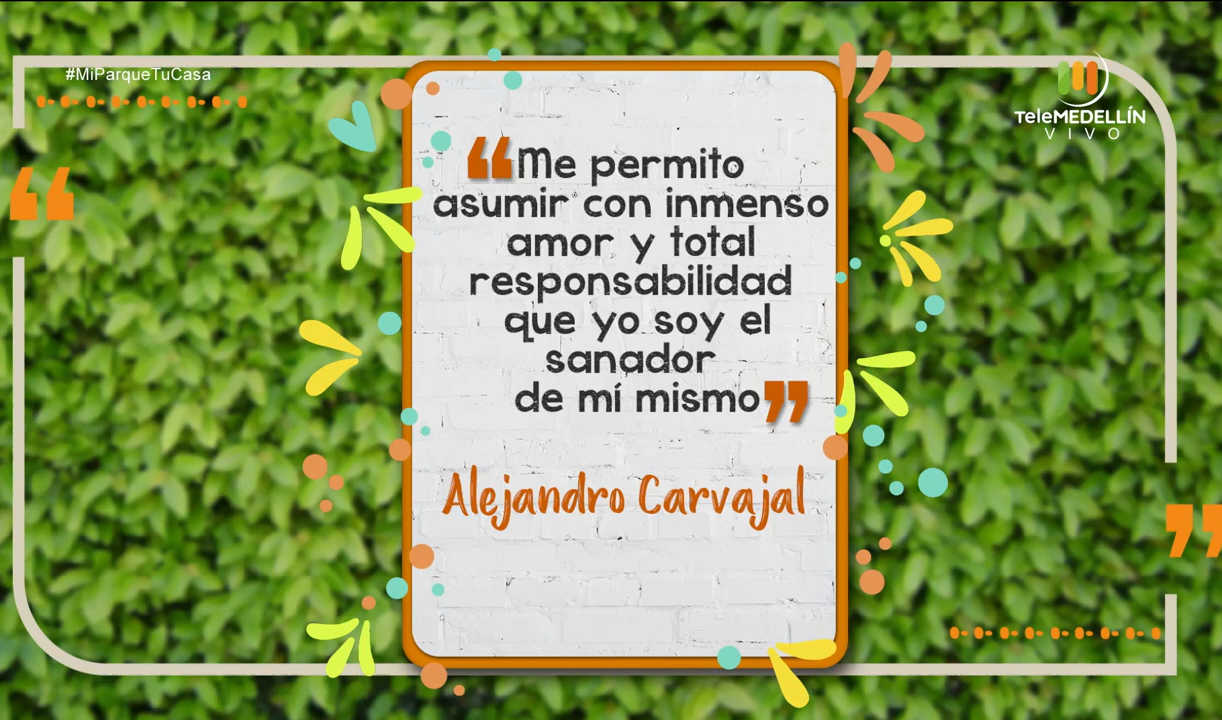 #MiParqueTuCasa
TeleMEDELLÍN
VIVO
“Me permito
asumir con inmenso
amor y total
responsabilidad
que yo soy el
sanador
de mí mismo”
Alejandro Carvajal